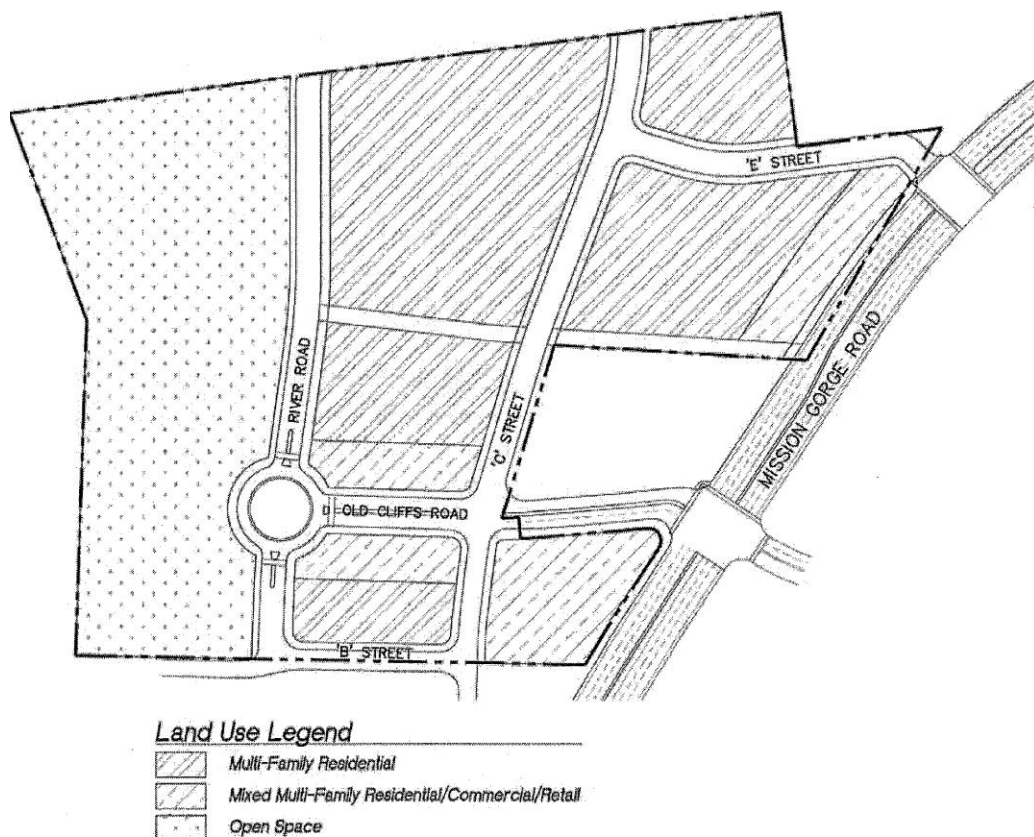 'E' STREET
RIVER ROAD
'C' STREET
MISSION GORGE ROAD
OLD CLIFFS ROAD
'B' STREET
Land Use Legend
Multi-Family Residential
Mixed Multi-Family Residential/Commercial/Retail
Open Space